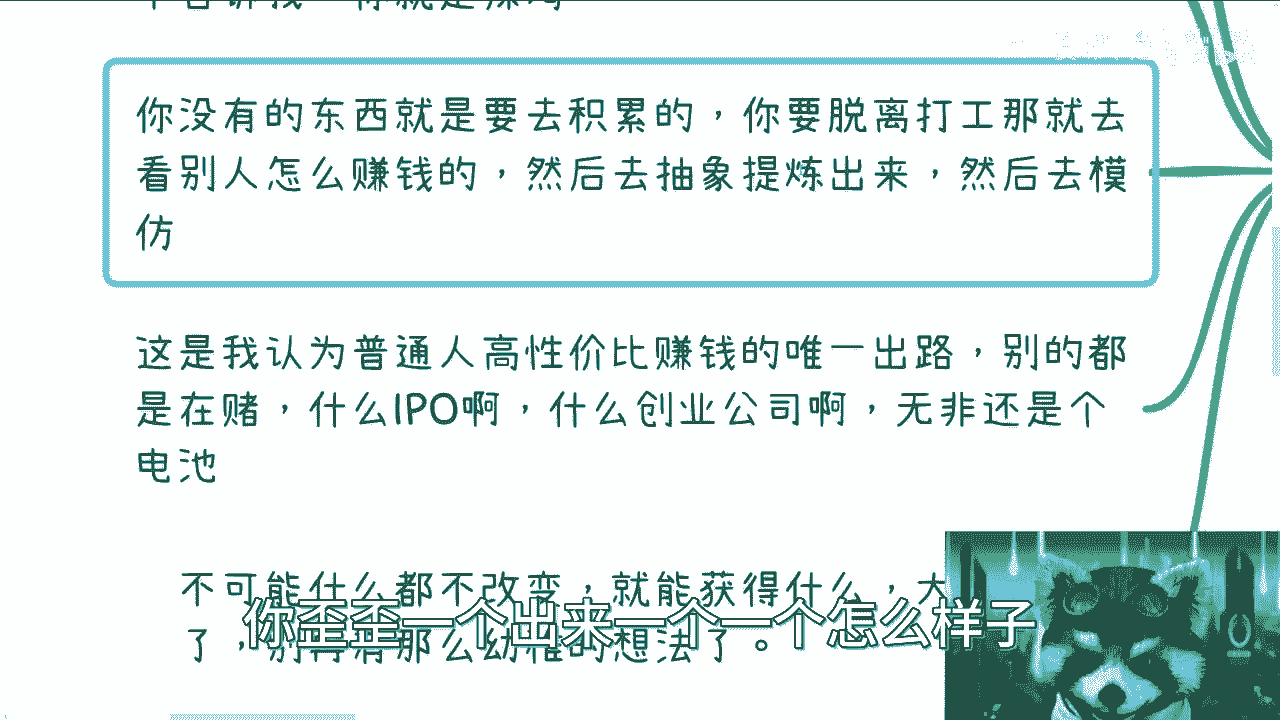 你就是
你没有的东西就是要去积累的，你要脱离打工那就去
看别人怎么赚钱的，然后去抽象提炼出来，然后去模
仿
这是我认为普通人高性价比赚钱的唯一出路，别的都
是在赌，什么IPO啊，什么创业公司啊，无非还是个
电池
不可能什么都不改变，就能获得什么，大
了，别再有那么幼稚的想法了。
你歪歪一个出来一个一个怎么样子